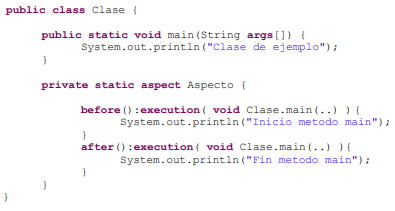 public class Clase {
public static void main(String args[]) {
System.out.println("Clase de ejemplo");
}
private static aspect Aspecto {
before():execution( void Clase.main(..) ) {
System.out.println("Inicio metodo main");
}
after():execution( void Clase.main(..) ){
System.out.println("Fin metodo main");
}
}
}